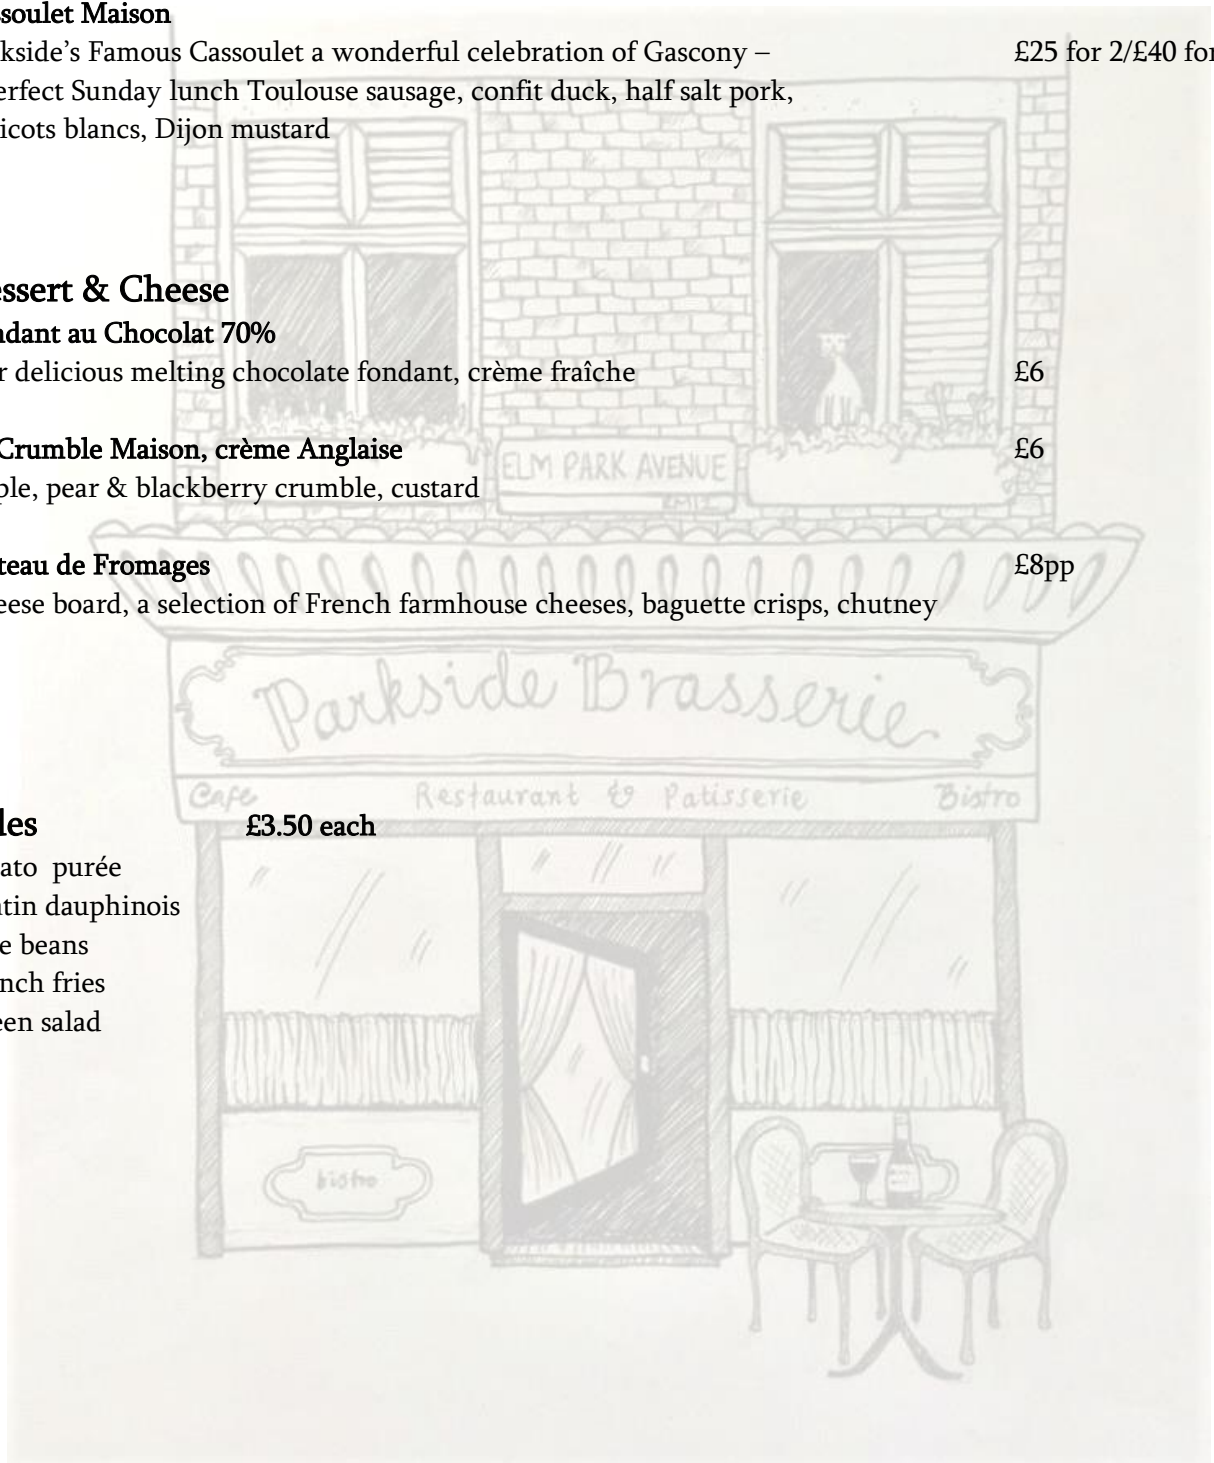 ssoulet Maison
kside’s Famous Cassoulet a wonderful celebration of Gascony – £25 for 2/£40 for
erfect Sunday lunch Toulouse sausage, confit duck, half salt pork,
icots blancs, Dijon mustard
essert & Cheese
ndant au Chocolat 70%
r delicious melting chocolate fondant, crème fraîche £6
Crumble Maison, crème Anglaise £6
ple, pear & blackberry crumble, custard
ELM PARK AVENUE
teau de Fromages £8pp
eese board, a selection of French farmhouse cheeses, baguette crisps, chutney
Parkside Brasserie
Cafe Restaurant & Patisserie Bistro
des £3.50 each
ato purée
tin dauphinois
e beans
nch fries
een salad
bistro